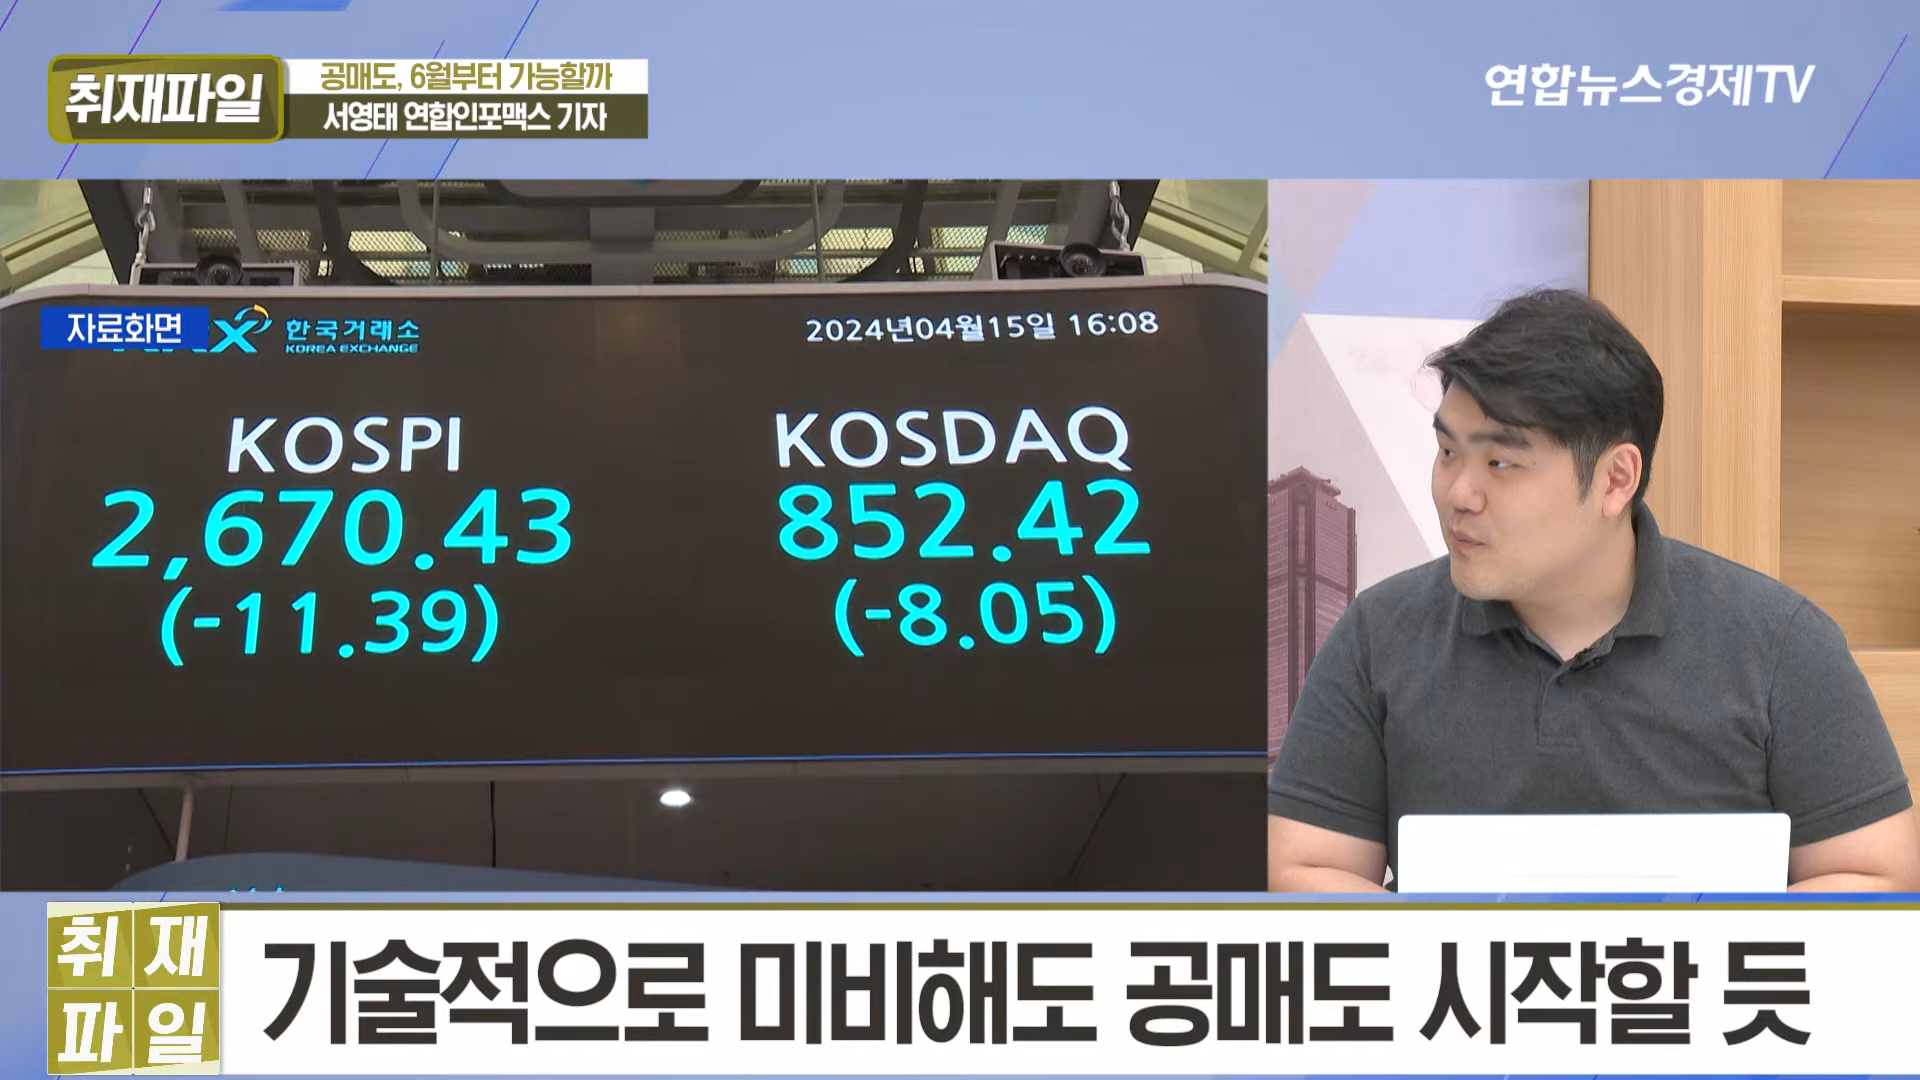 취재파일
공매도, 6월부터 가능할까
서영태 연합인포맥스 기자
연합뉴스경제TV
자료화면
한국거래소
KOREA EXCHANGE
2024년04월15일 16:08
KOSPI
2,670.43
(-11.39)
KOSDAQ
852.42
(-8.05)
취재
파일
기술적으로 미비해도 공매도 시작할 듯